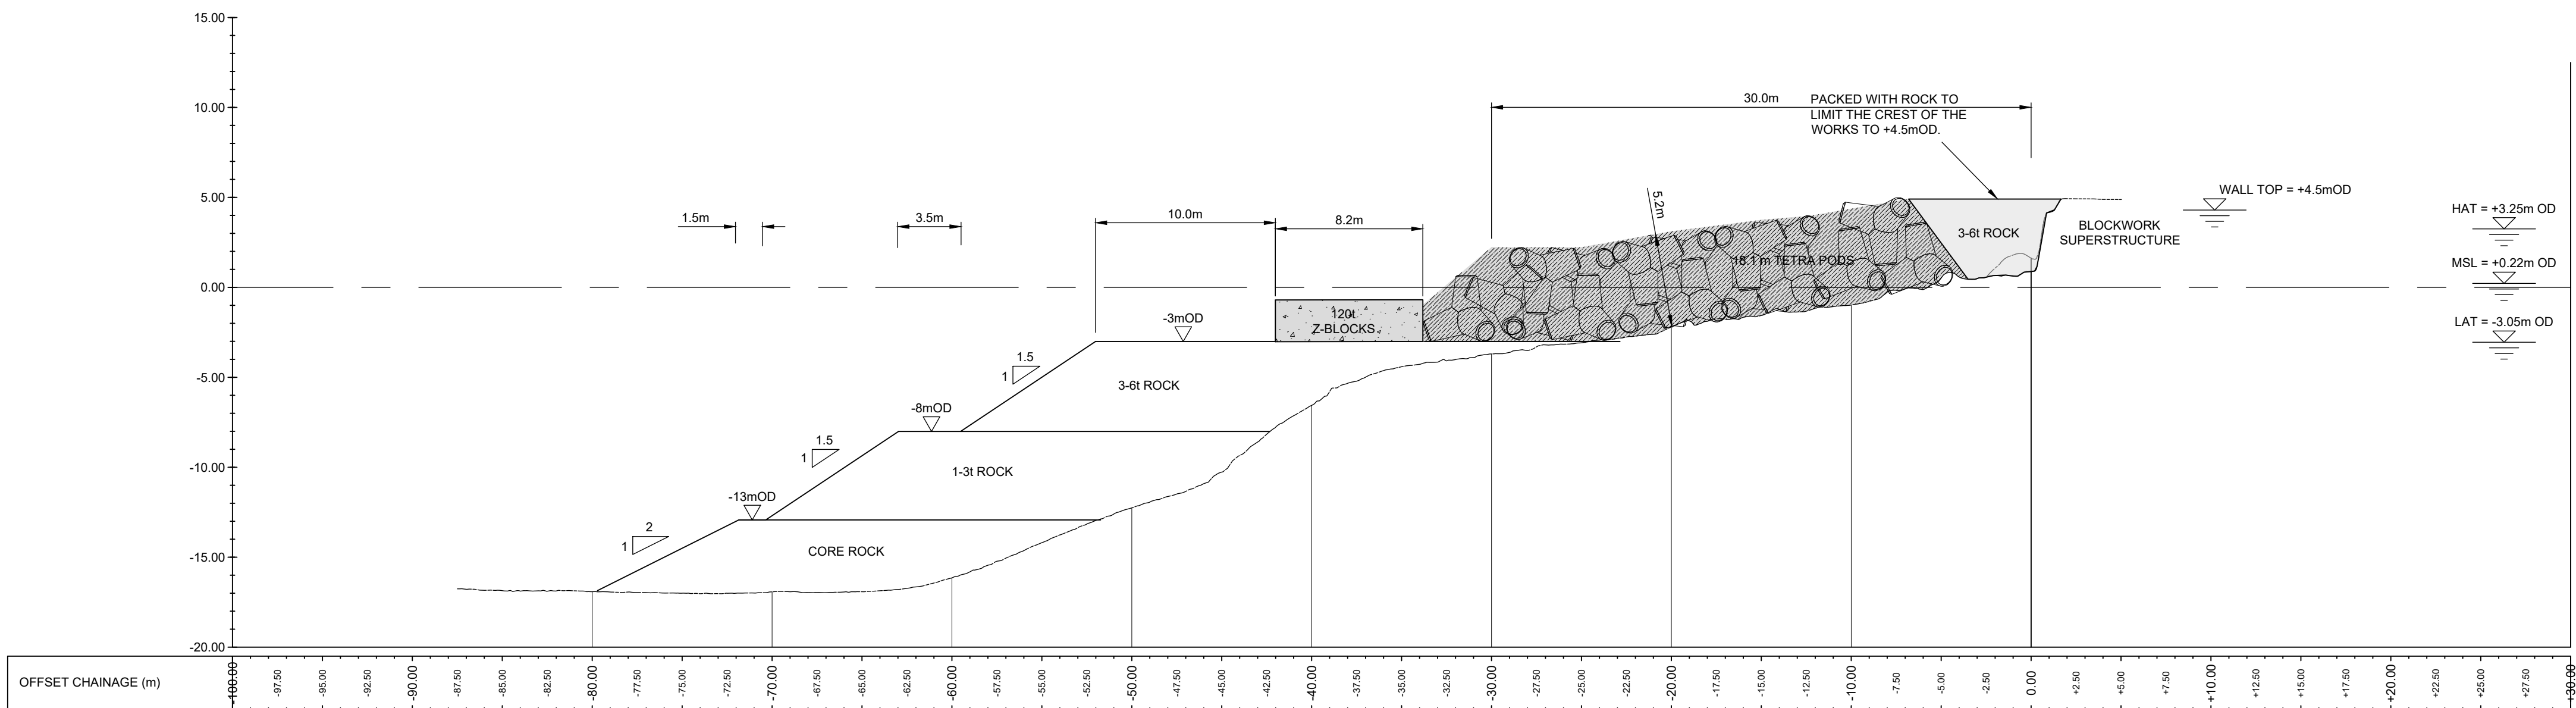 15.00
10.00
30.0m
PACKED WITH ROCK TO
LIMIT THE CREST OF THE
WORKS TO +4.5mOD.
5.00
1.5m
3.5m
10.0m
8.2m
5.2m
WALL TOP = +4.5mOD
HAT = +3.25m OD
3-6t ROCK
BLOCKWORK
SUPERSTRUCTURE
18.1 m TETRA PODS
MSL = +0.22m OD
0.00
-3mOD
120t
Z-BLOCKS
LAT = -3.05m OD
1.5
1
3-6t ROCK
-5.00
-8mOD
1.5
1
1-3t ROCK
-10.00
-13mOD
2
1
CORE ROCK
-15.00
-20.00
OFFSET CHAINAGE (m)
-100.00
-97.50
-95.00
-92.50
-90.00
-87.50
-85.00
-82.50
-80.00
-77.50
-75.00
-72.50
-70.00
-67.50
-65.00
-62.50
-60.00
-57.50
-55.00
-52.50
-50.00
-47.50
-45.00
-42.50
-40.00
-37.50
-35.00
-32.50
-30.00
-27.50
-25.00
-22.50
-20.00
-17.50
-15.00
-12.50
-10.00
-7.50
-5.00
-2.50
0.00
+2.50
+5.00
+7.50
+10.00
+12.50
+15.00
+17.50
+20.00
+22.50
+25.00
+27.50
+30.00